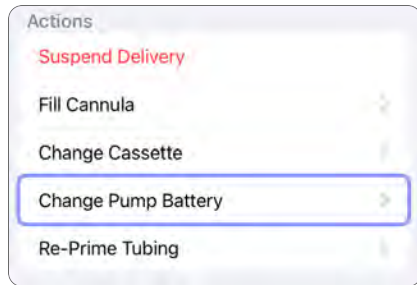 Actions
Suspend Delivery
Fill Cannula
Change Cassette
Change Pump Battery
Re-Prime Tubing